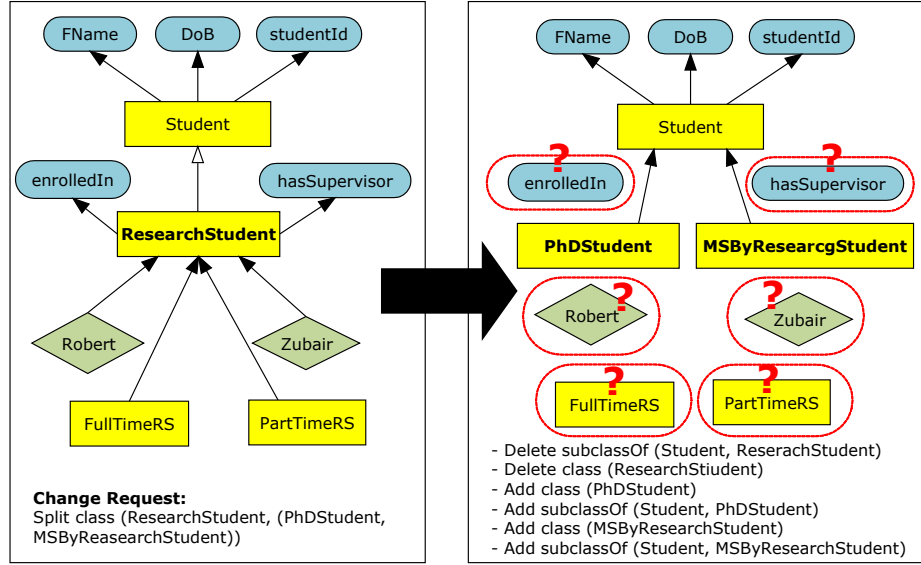 FName
DoB
studentId
Student
enrolledIn
hasSupervisor
ResearchStudent
Robert
Zubair
FullTimeRS
PartTimeRS
Change Request:
Split class (ResearchStudent, (PhDStudent,
MSByReasearchStudent))
FName
DoB
studentId
Student
?
enrolledIn
?
hasSupervisor
PhDStudent
MSByResearcgStudent
?
Robert
?
Zubair
?
FullTimeRS
?
PartTimeRS
- Delete subclassOf (Student, ReserachStudent)
- Delete class (ResearchStiudent)
- Add class (PhDStudent)
- Add subclassOf (Student, PhDStudent)
- Add class (MSByResearchStudent)
- Add subclassOf (Student, MSByResearchStudent)